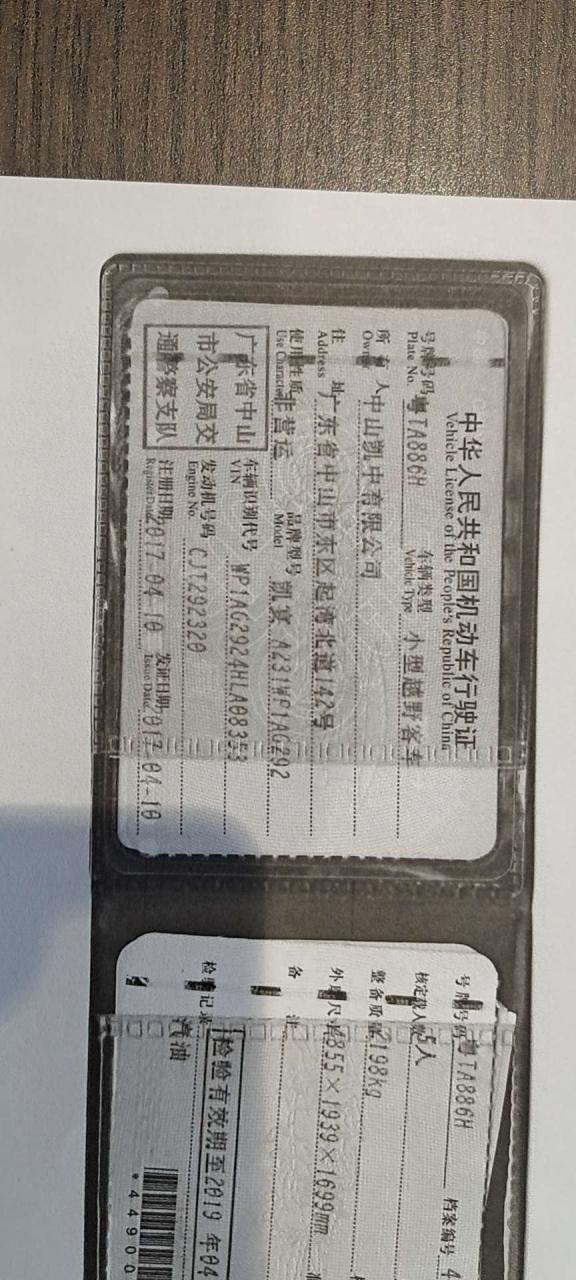 中华人民共和国机动车行驶证
Vehicle License of the People's Republic of China
号牌号码 粤TA886H 车辆类型 小型越野客车
Plate No. Vehicle Type
所有人 中山凯中有限公司
Owner
住址 广东省中山市东区起湾北道142号
Address
使用性质 非营运 品牌型号 凯宴 A231WP1AG292
Use Character Model
广东省中山
市公安局交
通警察支队
车辆识别代号 WP1AG2924HLA08353
VIN
发动机号码 CJT292320
Engine No.
注册日期 2017-04-10 发证日期 2017-04-10
Register Date Issue Date
号牌号码 粤TA886H 档案编号 4
核定载人数 5人
整备质量 2198kg
外廓尺寸 4855×1939×1699mm
备注
检验记录 检验有效期至2019 年04
汽油
*44900